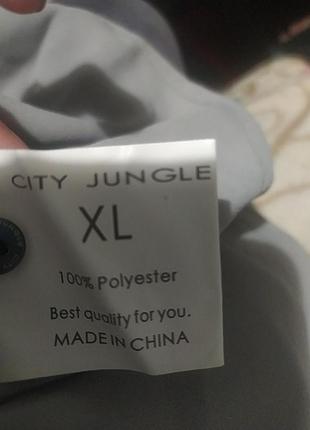 CITY JUNGLE
XL
100% Polyester
Best quality for you.
MADE IN CHINA